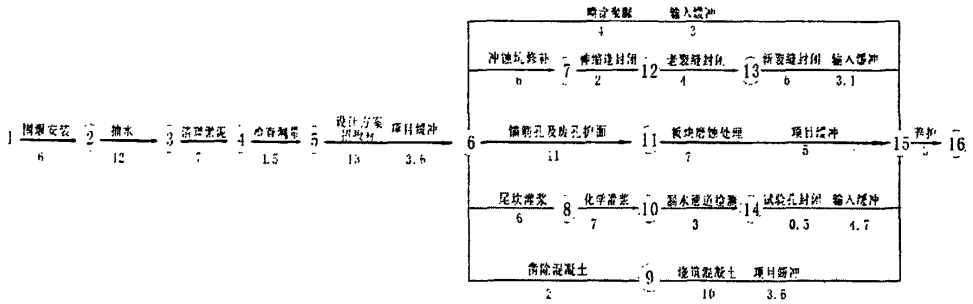 喷涂聚脲 输入缓冲
4 3
冲蚀坑修补 伸缩缝封闭 老裂缝封闭 新裂缝封闭 输入缓冲
7 12 13
6 2 4 6 3.1
围堰安装 抽水 清理淤泥 检查测量 设计方案 项目缓冲 锚筋孔及废孔护面 板块磨蚀处理 项目缓冲 养护
1 2 3 4 5 6 11 15 16
6 12 7 1.5 13 3.6 11 7 5
尾坎灌浆 化学灌浆 漏水通道检测 试验孔封闭 输入缓冲
8 10 14
6 7 3 0.5 4.7
凿除混凝土 浇筑混凝土 项目缓冲
9
2 10 3.6